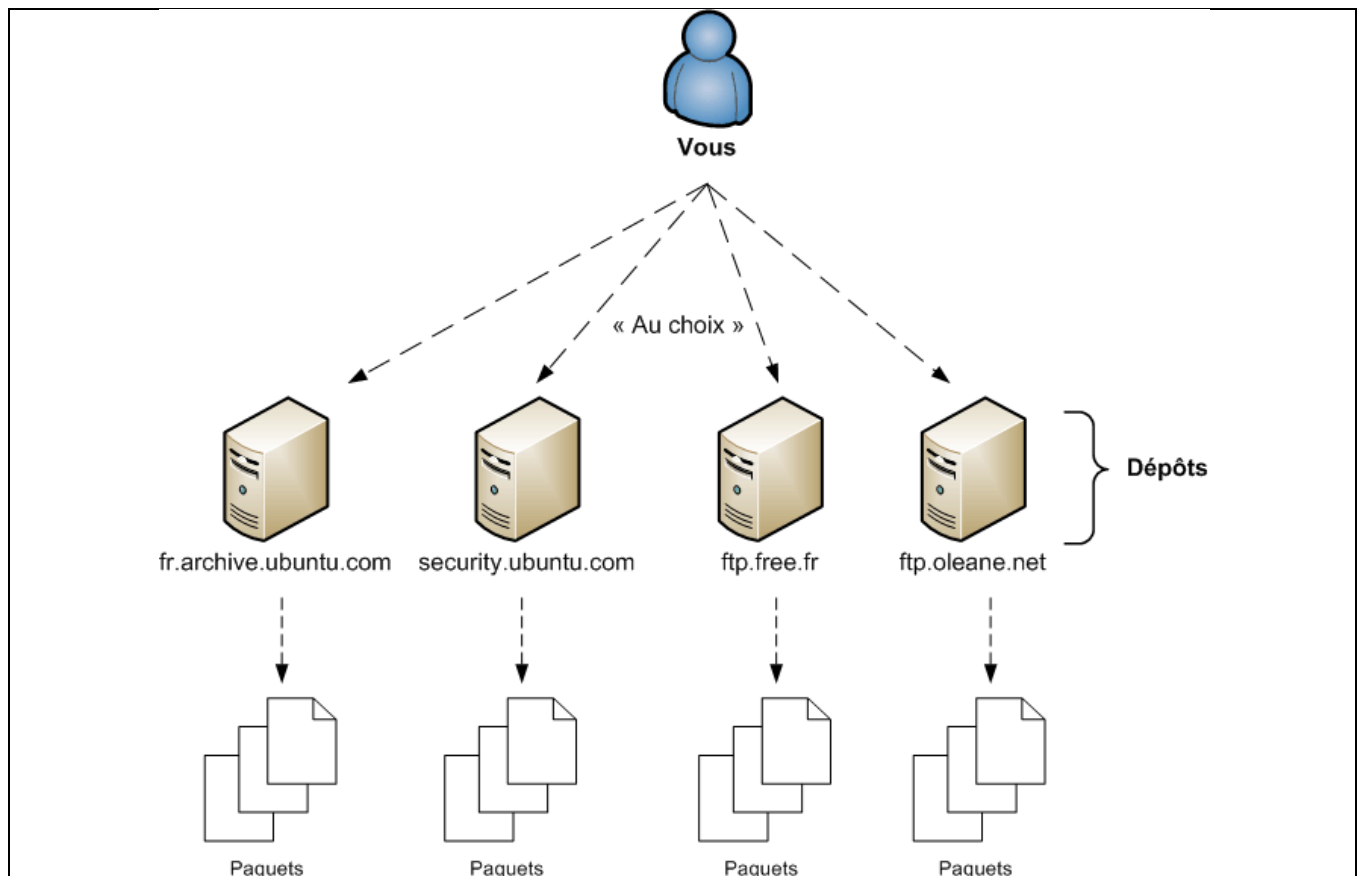 Vous
« Au choix »
Dépôts
fr.archive.ubuntu.com security.ubuntu.com ftp.free.fr ftp.oleane.net
Paquets Paquets Paquets Paquets